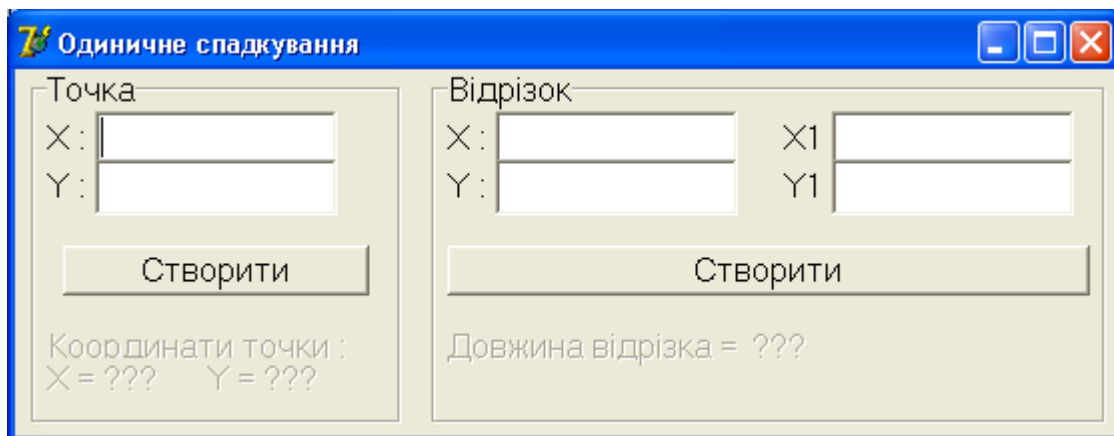 Одиничне спадкування
Точка
X :
Y :
Створити
Координати точки :
X = ??? Y = ???
Відрізок
X : X1
Y : Y1
Створити
Довжина відрізка = ???